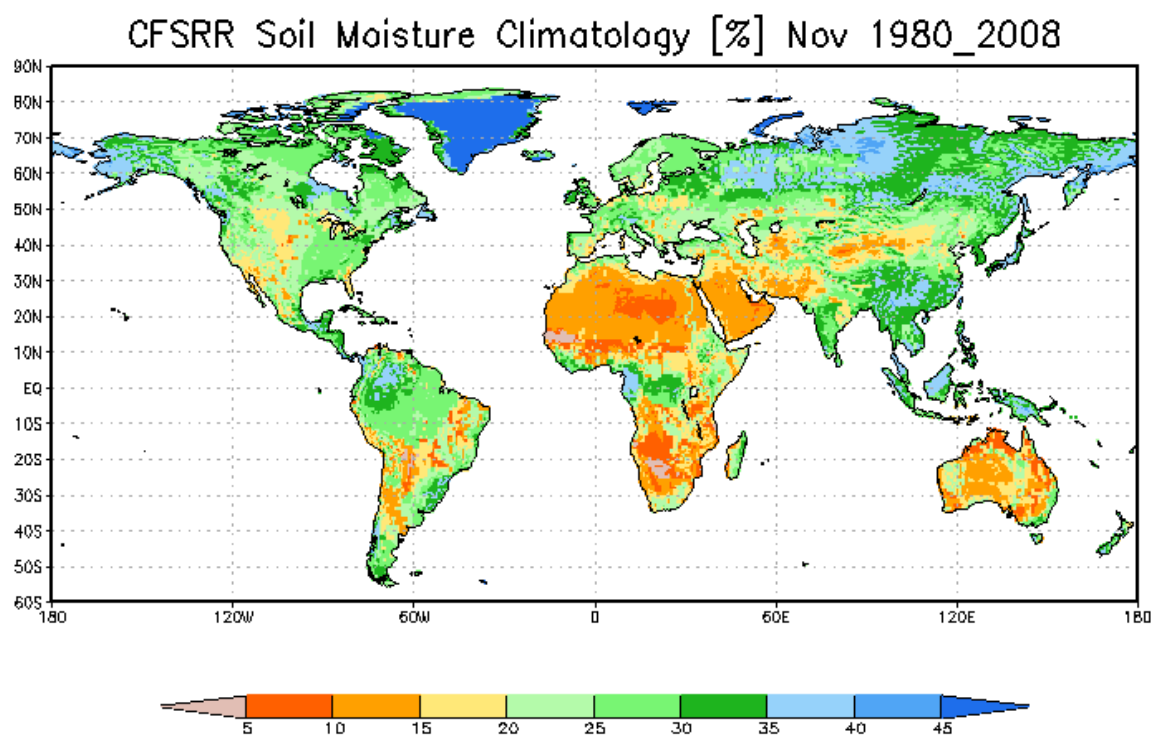 CFSRR Soil Moisture Climatology [%] Nov 1980_2008
90N
80N
70N
60N
50N
40N
30N
20N
10N
EQ
10S
20S
30S
40S
50S
60S
180 120W 60W 0 60E 120E 180
5 10 15 20 25 30 35 40 45